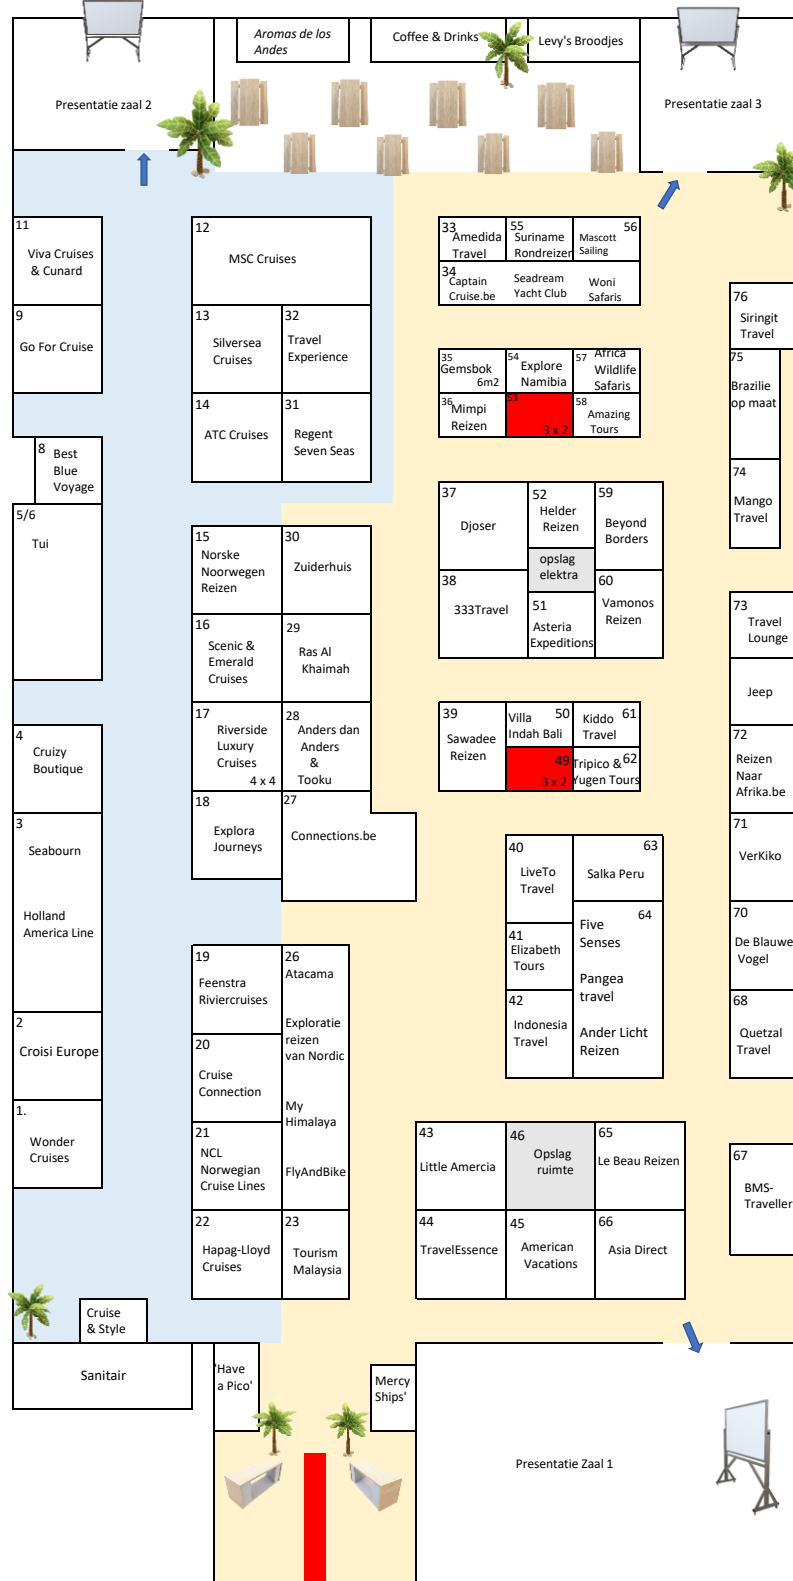 Aromas de los
Andes
Coffee & Drinks
Levy's Broodjes
Presentatie zaal 2
Presentatie zaal 3
11
Viva Cruises
& Cunard
9
Go For Cruise
8
Best
Blue
Voyage
5/6
Tui
4
Cruizy
Boutique
3
Seabourn
Holland
America Line
2
Croisi Europe
1.
Wonder
Cruises
12
MSC Cruises
13
Silversea
Cruises
32
Travel
Experience
14
ATC Cruises
31
Regent
Seven Seas
15
Norske
Noorwegen
Reizen
30
Zuiderhuis
16
Scenic &
Emerald
Cruises
29
Ras Al
Khaimah
17
Riverside
Luxury
Cruises
4 x 4
28
Anders dan
Anders
&
Tooku
18
Explora
Journeys
27
Connections.be
19
Feenstra
Riviercruises
26
Atacama
Exploratie
reizen
van Nordic
My
Himalaya
FlyAndBike
20
Cruise
Connection
21
NCL
Norwegian
Cruise Lines
22
Hapag-Lloyd
Cruises
23
Tourism
Malaysia
33
Amedida
Travel
55
Suriname
Rondreizen
56
Mascott
Sailing
34
Captain
Cruise.be
Seadream
Yacht Club
Woni
Safaris
35
Gemsbok
6m2
54
Explore
Namibia
57
Africa
Wildlife
Safaris
36
Mimpi
Reizen
53
3 x 2
58
Amazing
Tours
37
Djoser
52
Helder
Reizen
59
Beyond
Borders
opslag
elektra
38
333Travel
51
Asteria
Expeditions
60
Vamonos
Reizen
39
Sawadee
Reizen
50
Villa
Indah Bali
61
Kiddo
Travel
49
3 x 2
62
Tripico &
Yugen Tours
40
LiveTo
Travel
63
Salka Peru
41
Elizabeth
Tours
64
Five
Senses
Pangea
travel
Ander Licht
Reizen
42
Indonesia
Travel
43
Little Amercia
46
Opslag
ruimte
65
Le Beau Reizen
44
TravelEssence
45
American
Vacations
66
Asia Direct
76
Siringit
Travel
75
Brazilie
op maat
74
Mango
Travel
73
Travel
Lounge
Jeep
72
Reizen
Naar
Afrika.be
71
VerKiko
70
De Blauwe
Vogel
68
Quetzal
Travel
67
BMS-
Traveller
Cruise
& Style
Sanitair
'Have
a Pico'
Mercy
Ships'
Presentatie Zaal 1